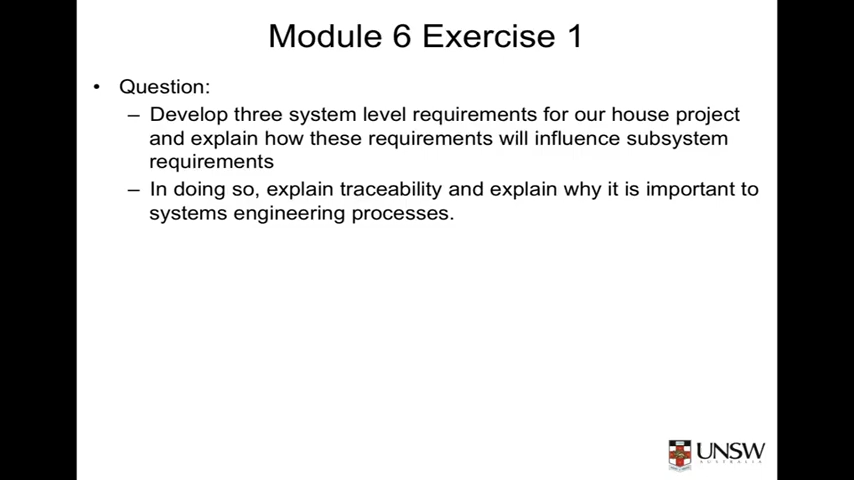 Module 6 Exercise 1
• Question:
– Develop three system level requirements for our house project
and explain how these requirements will influence subsystem
requirements
– In doing so, explain traceability and explain why it is important to
systems engineering processes.
UNSW
AUSTRALIA